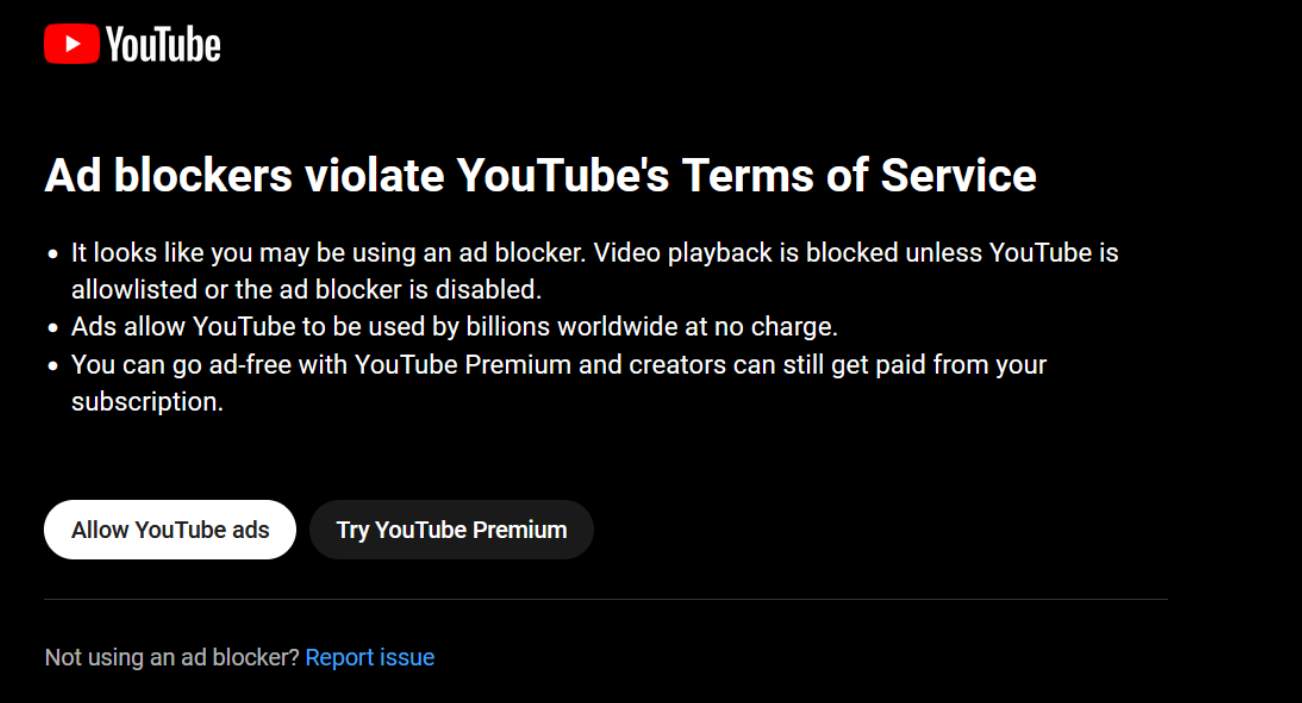 YouTube
Ad blockers violate YouTube's Terms of Service
• It looks like you may be using an ad blocker. Video playback is blocked unless YouTube is
allowlisted or the ad blocker is disabled.
• Ads allow YouTube to be used by billions worldwide at no charge.
• You can go ad-free with YouTube Premium and creators can still get paid from your
subscription.
Allow YouTube ads Try YouTube Premium
Not using an ad blocker? Report issue